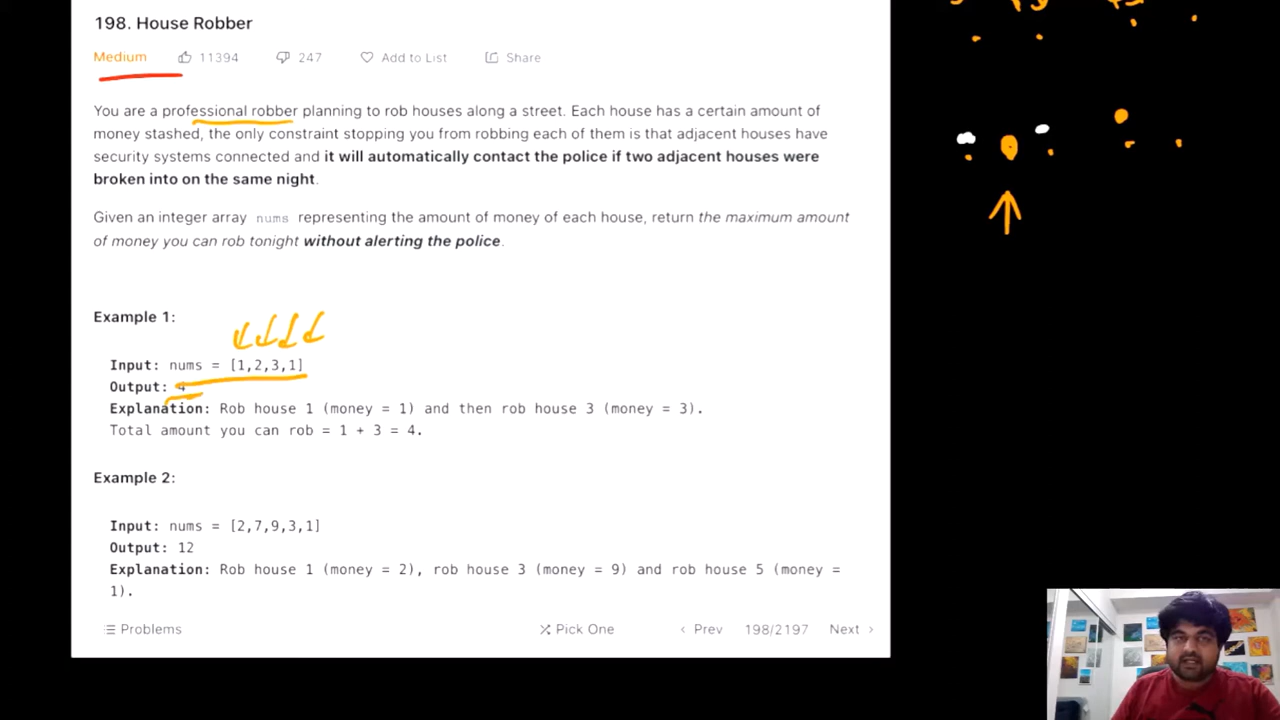 198. House Robber
Medium 11394 247 Add to List Share
You are a professional robber planning to rob houses along a street. Each house has a certain amount of
money stashed, the only constraint stopping you from robbing each of them is that adjacent houses have
security systems connected and it will automatically contact the police if two adjacent houses were
broken into on the same night.
Given an integer array nums representing the amount of money of each house, return the maximum amount
of money you can rob tonight without alerting the police.
Example 1:
Input: nums = [1,2,3,1]
Output: 4
Explanation: Rob house 1 (money = 1) and then rob house 3 (money = 3).
Total amount you can rob = 1 + 3 = 4.
Example 2:
Input: nums = [2,7,9,3,1]
Output: 12
Explanation: Rob house 1 (money = 2), rob house 3 (money = 9) and rob house 5 (money =
1).
Problems Pick One < Prev 198/2197 Next >